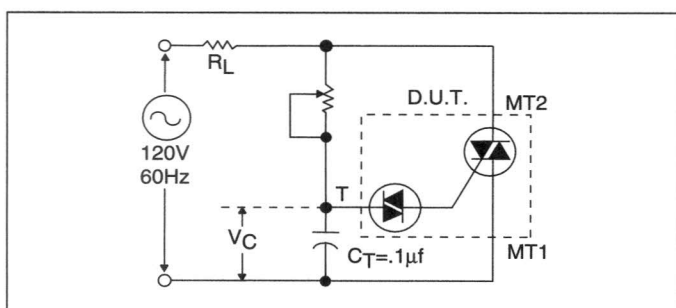 RL
D.U.T.
MT2
120V
60Hz
T
VC
CT=.1µf
MT1